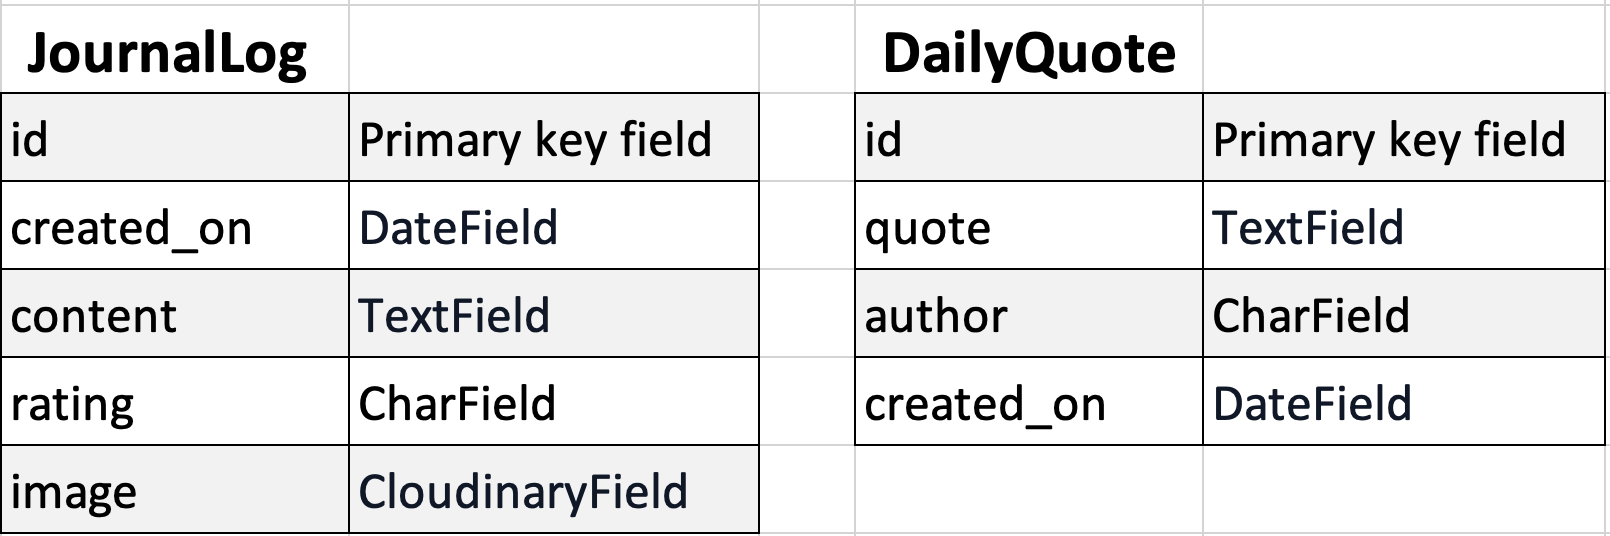 JournalLog
id Primary key field
created_on DateField
content TextField
rating CharField
image CloudinaryField
DailyQuote
id Primary key field
quote TextField
author CharField
created_on DateField